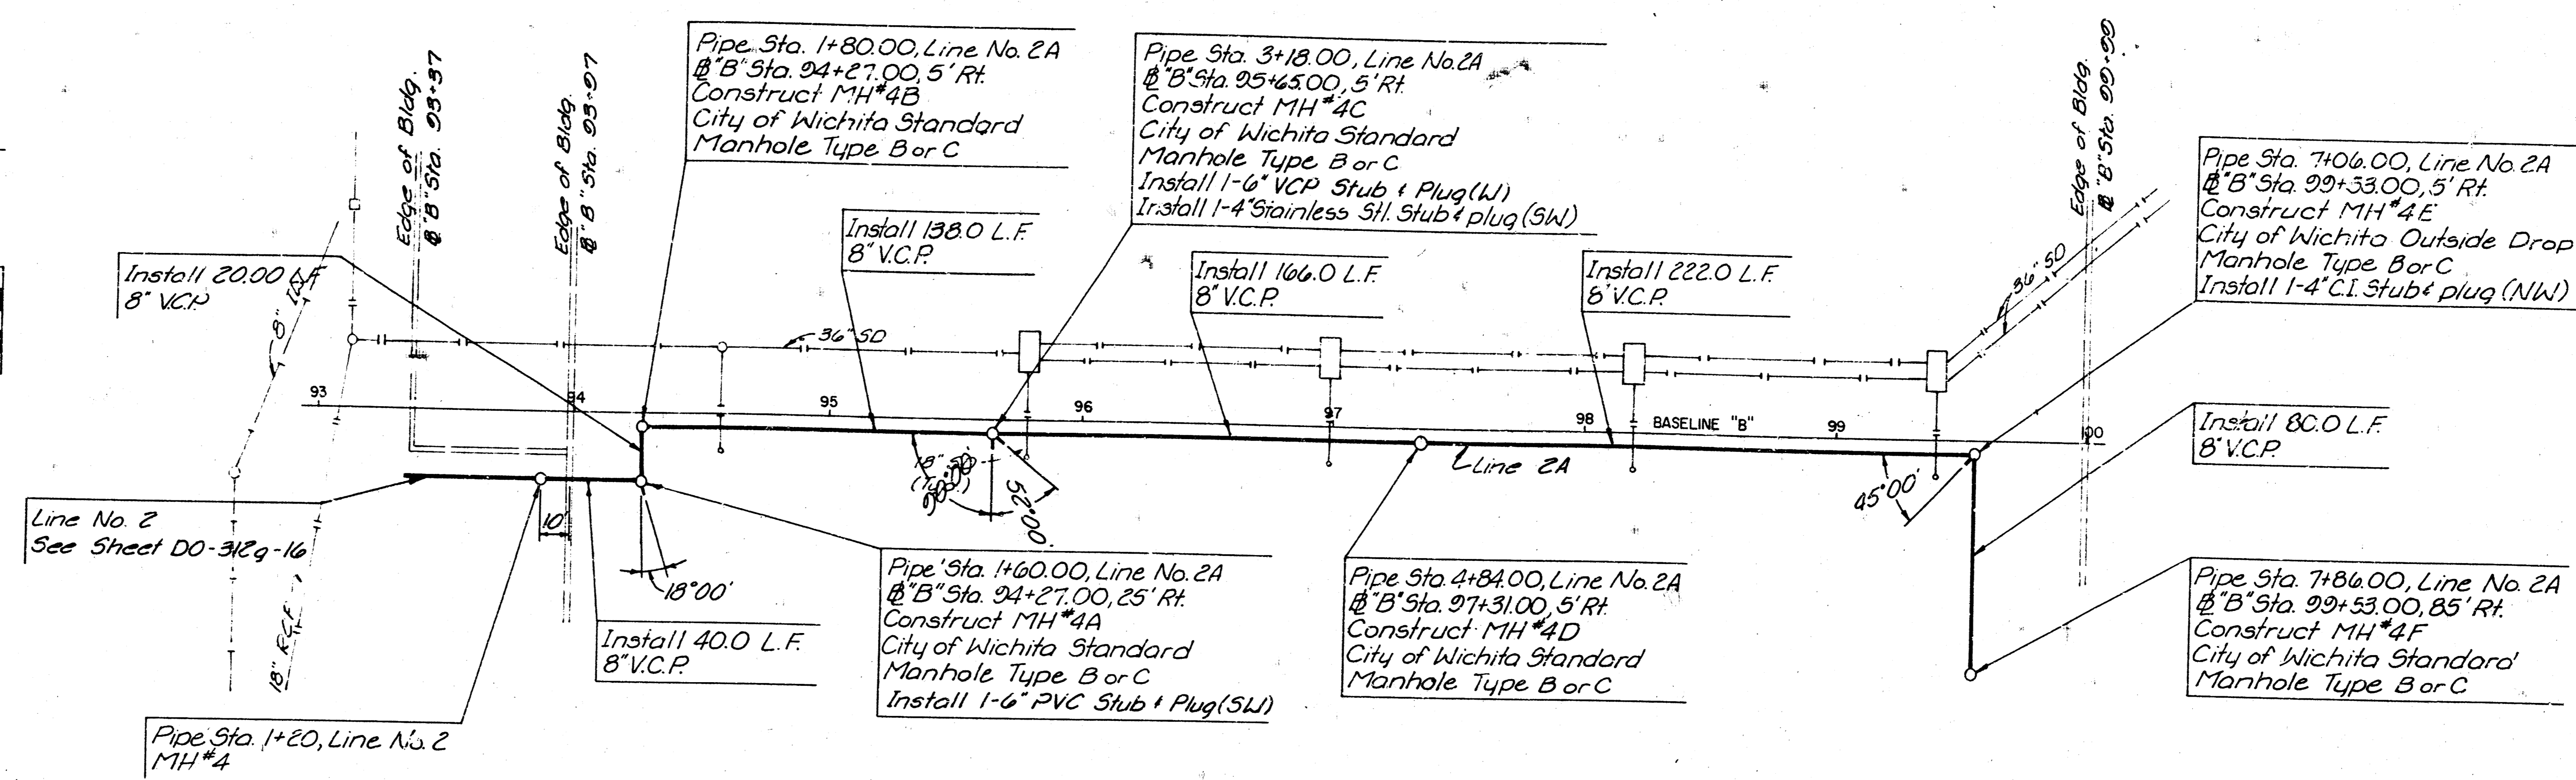 Edge of Bldg.
℄ "B" Sta. 93+37
Edge of Bldg.
℄ "B" Sta. 93+97
Pipe Sta. 1+80.00, Line No. 2A
℄ "B" Sta. 94+27.00, 5' Rt.
Construct MH #4B
City of Wichita Standard
Manhole Type B or C
Pipe Sta. 3+18.00, Line No. 2A
℄ "B" Sta. 95+65.00, 5' Rt.
Construct MH #4C
City of Wichita Standard
Manhole Type B or C
Install 1-6" VCP Stub & Plug (W)
Install 1-4" Stainless Stl. Stub & plug (SW)
Edge of Bldg.
℄ "B" Sta. 99+99
Pipe Sta. 7+06.00, Line No. 2A
℄ "B" Sta. 99+53.00, 5' Rt.
Construct MH #4E
City of Wichita Outside Drop
Manhole Type B or C
Install 1-4" C.I. Stub & plug (NW)
Install 20.00 L.F.
8" V.C.P.
8"
Install 138.0 L.F.
8" V.C.P.
Install 166.0 L.F.
8" V.C.P.
Install 222.0 L.F.
8" V.C.P.
36" SD
36" SD
93
94
95
96
97
98
BASELINE "B"
99
100
Install 80.0 L.F.
8" V.C.P.
Line 2A
18" SD
(Typ.)
90°00'
52°00'
45°00'
Line No. 2
See Sheet DO-312g-16
10'
18°00'
18" RCP
Install 40.0 L.F.
8" V.C.P.
Pipe Sta. 1+60.00, Line No. 2A
℄ "B" Sta. 94+27.00, 25' Rt.
Construct MH #4A
City of Wichita Standard
Manhole Type B or C
Install 1-6" PVC Stub & Plug (SW)
Pipe Sta. 4+84.00, Line No. 2A
℄ "B" Sta. 97+31.00, 5' Rt.
Construct MH #4D
City of Wichita Standard
Manhole Type B or C
Pipe Sta. 7+86.00, Line No. 2A
℄ "B" Sta. 99+53.00, 85' Rt.
Construct MH #4F
City of Wichita Standard
Manhole Type B or C
Pipe Sta. 1+20, Line No. 2
MH #4